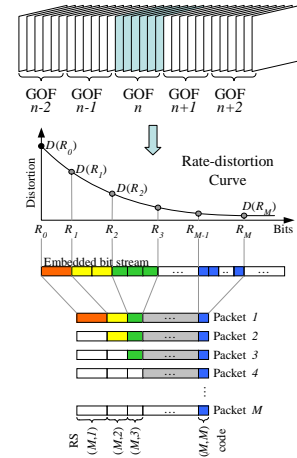 GOF GOF GOF GOF GOF
n-2 n-1 n n+1 n+2
D(R0)
D(R1)
D(R2)
Rate-distortion
Curve
D(RM)
Distortion
R0 R1 R2 R3 RM-1 RM Bits
Embedded bit stream
... ..
...
... Packet 1
... Packet 2
... Packet 3
... Packet 4
...
... Packet M
RS (M,1) (M,2) (M,3) (M,M) code